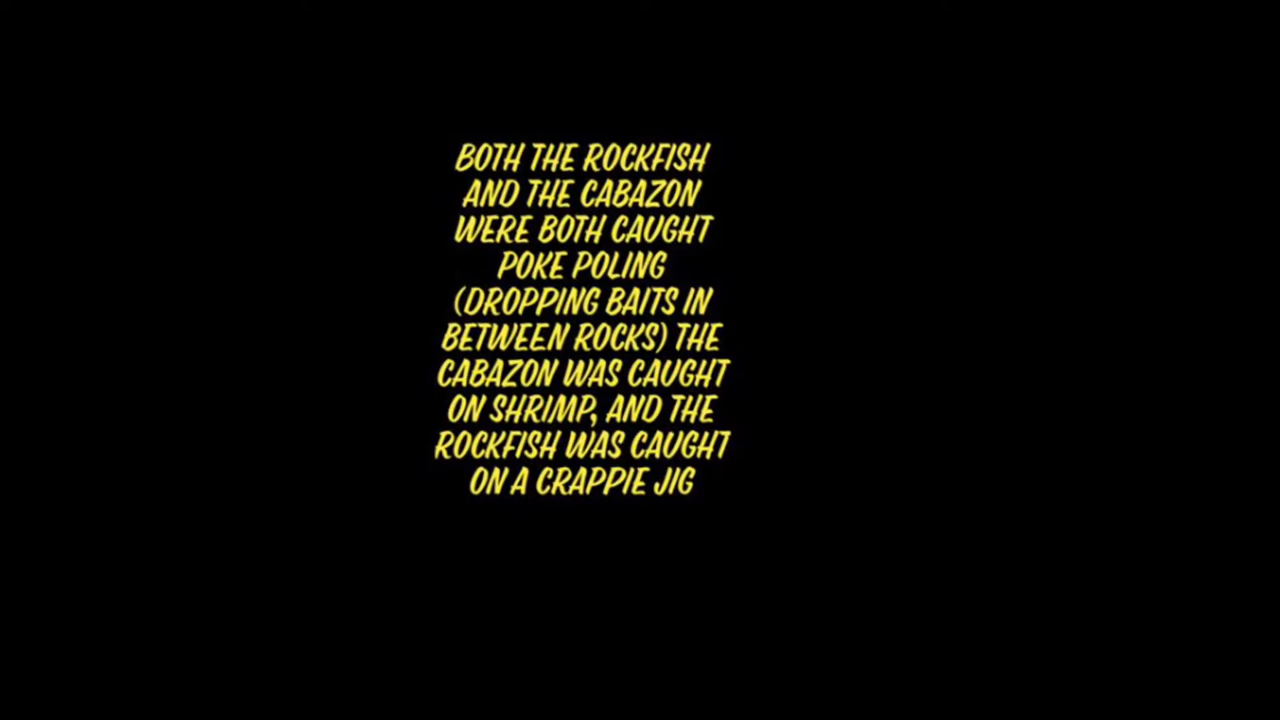 BOTH THE ROCKFISH
AND THE CABAZON
WERE BOTH CAUGHT
POKE POLING
(DROPPING BAITS IN
BETWEEN ROCKS) THE
CABAZON WAS CAUGHT
ON SHRIMP, AND THE
ROCKFISH WAS CAUGHT
ON A CRAPPIE JIG